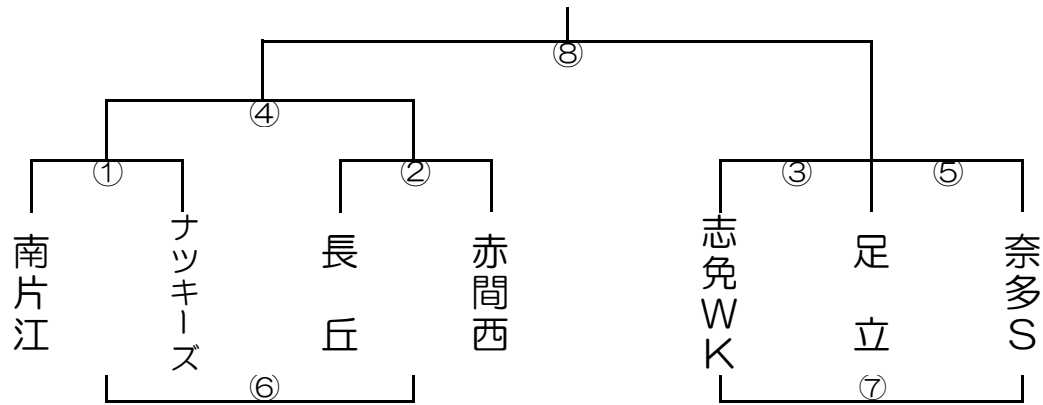 ⑧
④
①
②
③
⑤
南片江
ナッキーズ
長丘
赤間西
志免WK
足立
奈多S
⑥
⑦